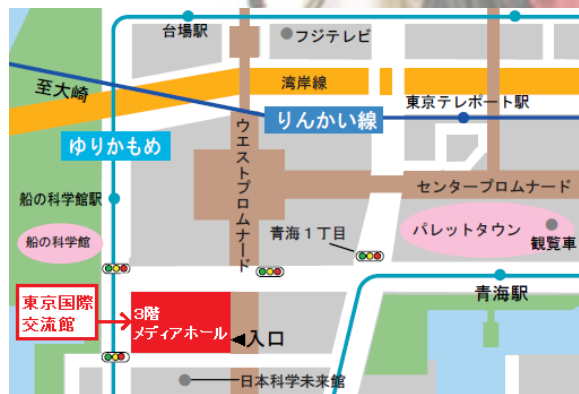 台場駅
フジテレビ
至大崎
湾岸線
東京テレポート駅
りんかい線
ゆりかもめ
ウエストプロムナード
センタープロムナード
船の科学館駅
船の科学館
青海1丁目
パレットタウン
観覧車
東京国際
交流館
3階
メディアホール
入口
青海駅
日本科学未来館